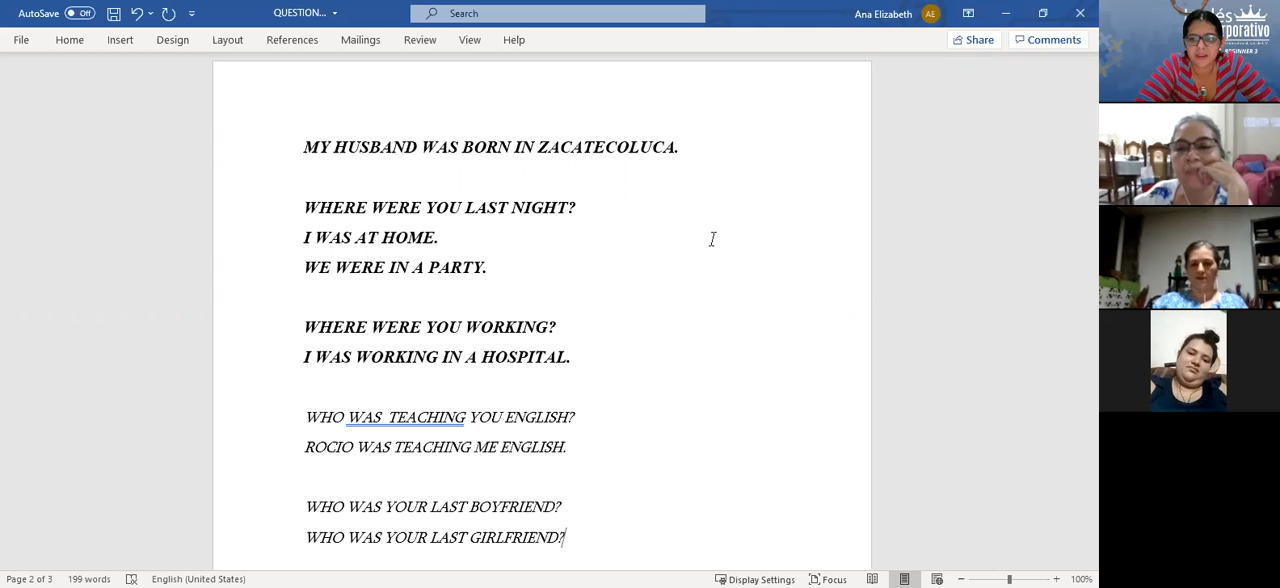 AutoSave Off QUESTION... Search Ana Elizabeth AE
File Home Insert Design Layout References Mailings Review View Help Share Comments
MY HUSBAND WAS BORN IN ZACATECOLUCA.
WHERE WERE YOU LAST NIGHT?
I WAS AT HOME.
WE WERE IN A PARTY.
WHERE WERE YOU WORKING?
I WAS WORKING IN A HOSPITAL.
WHO WAS TEACHING YOU ENGLISH?
ROCIO WAS TEACHING ME ENGLISH.
WHO WAS YOUR LAST BOYFRIEND?
WHO WAS YOUR LAST GIRLFRIEND?
Page 2 of 3 199 words English (United States) Display Settings Focus 100%